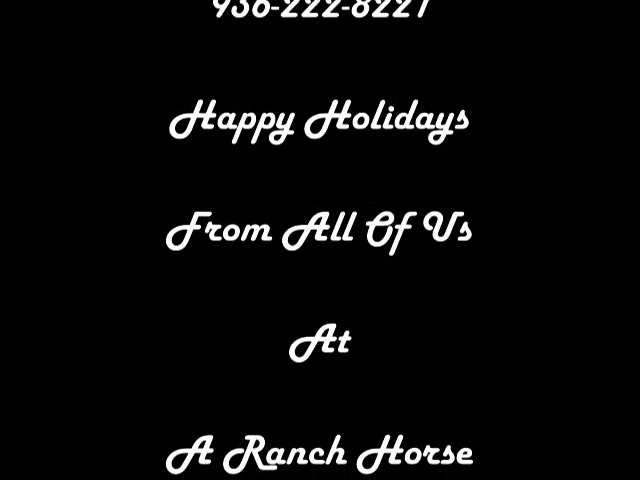 936-222-8221
Happy Holidays
From All Of Us
At
A Ranch Horse